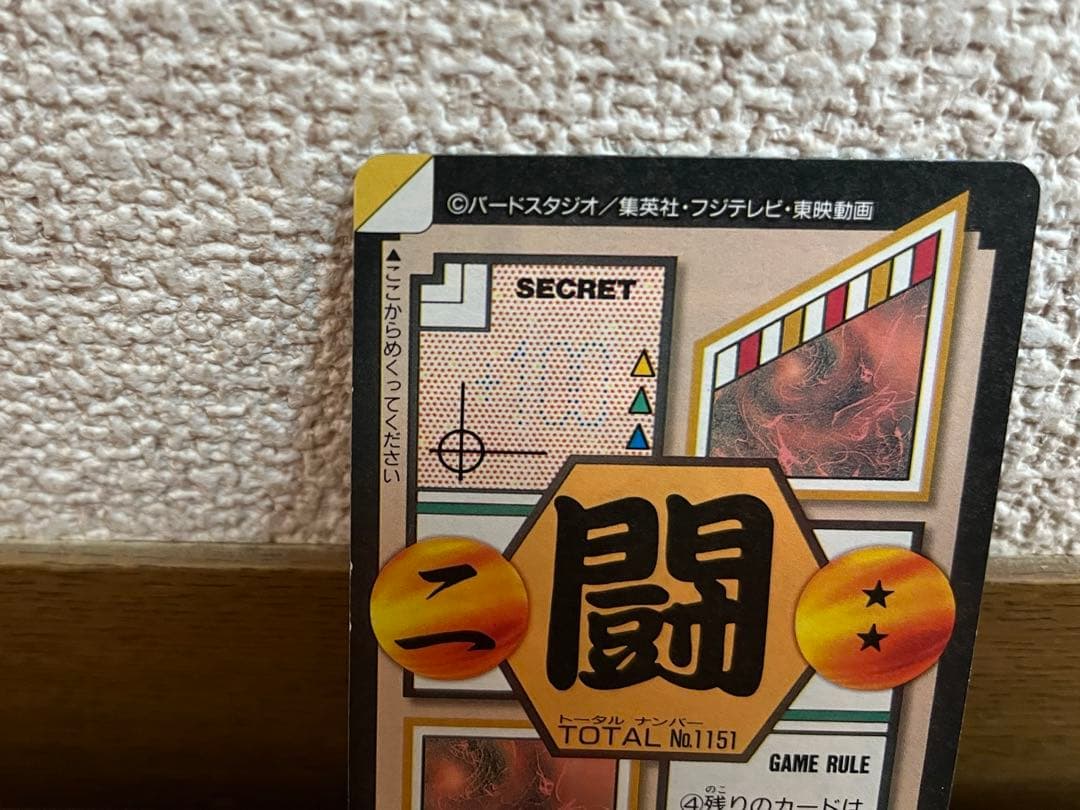 ©バードスタジオ／集英社・フジテレビ・東映動画
▲ここからめくってください
SECRET
闘
二
★★
トータル ナンバー
TOTAL No.1151
GAME RULE
のこ
④残りのカードは